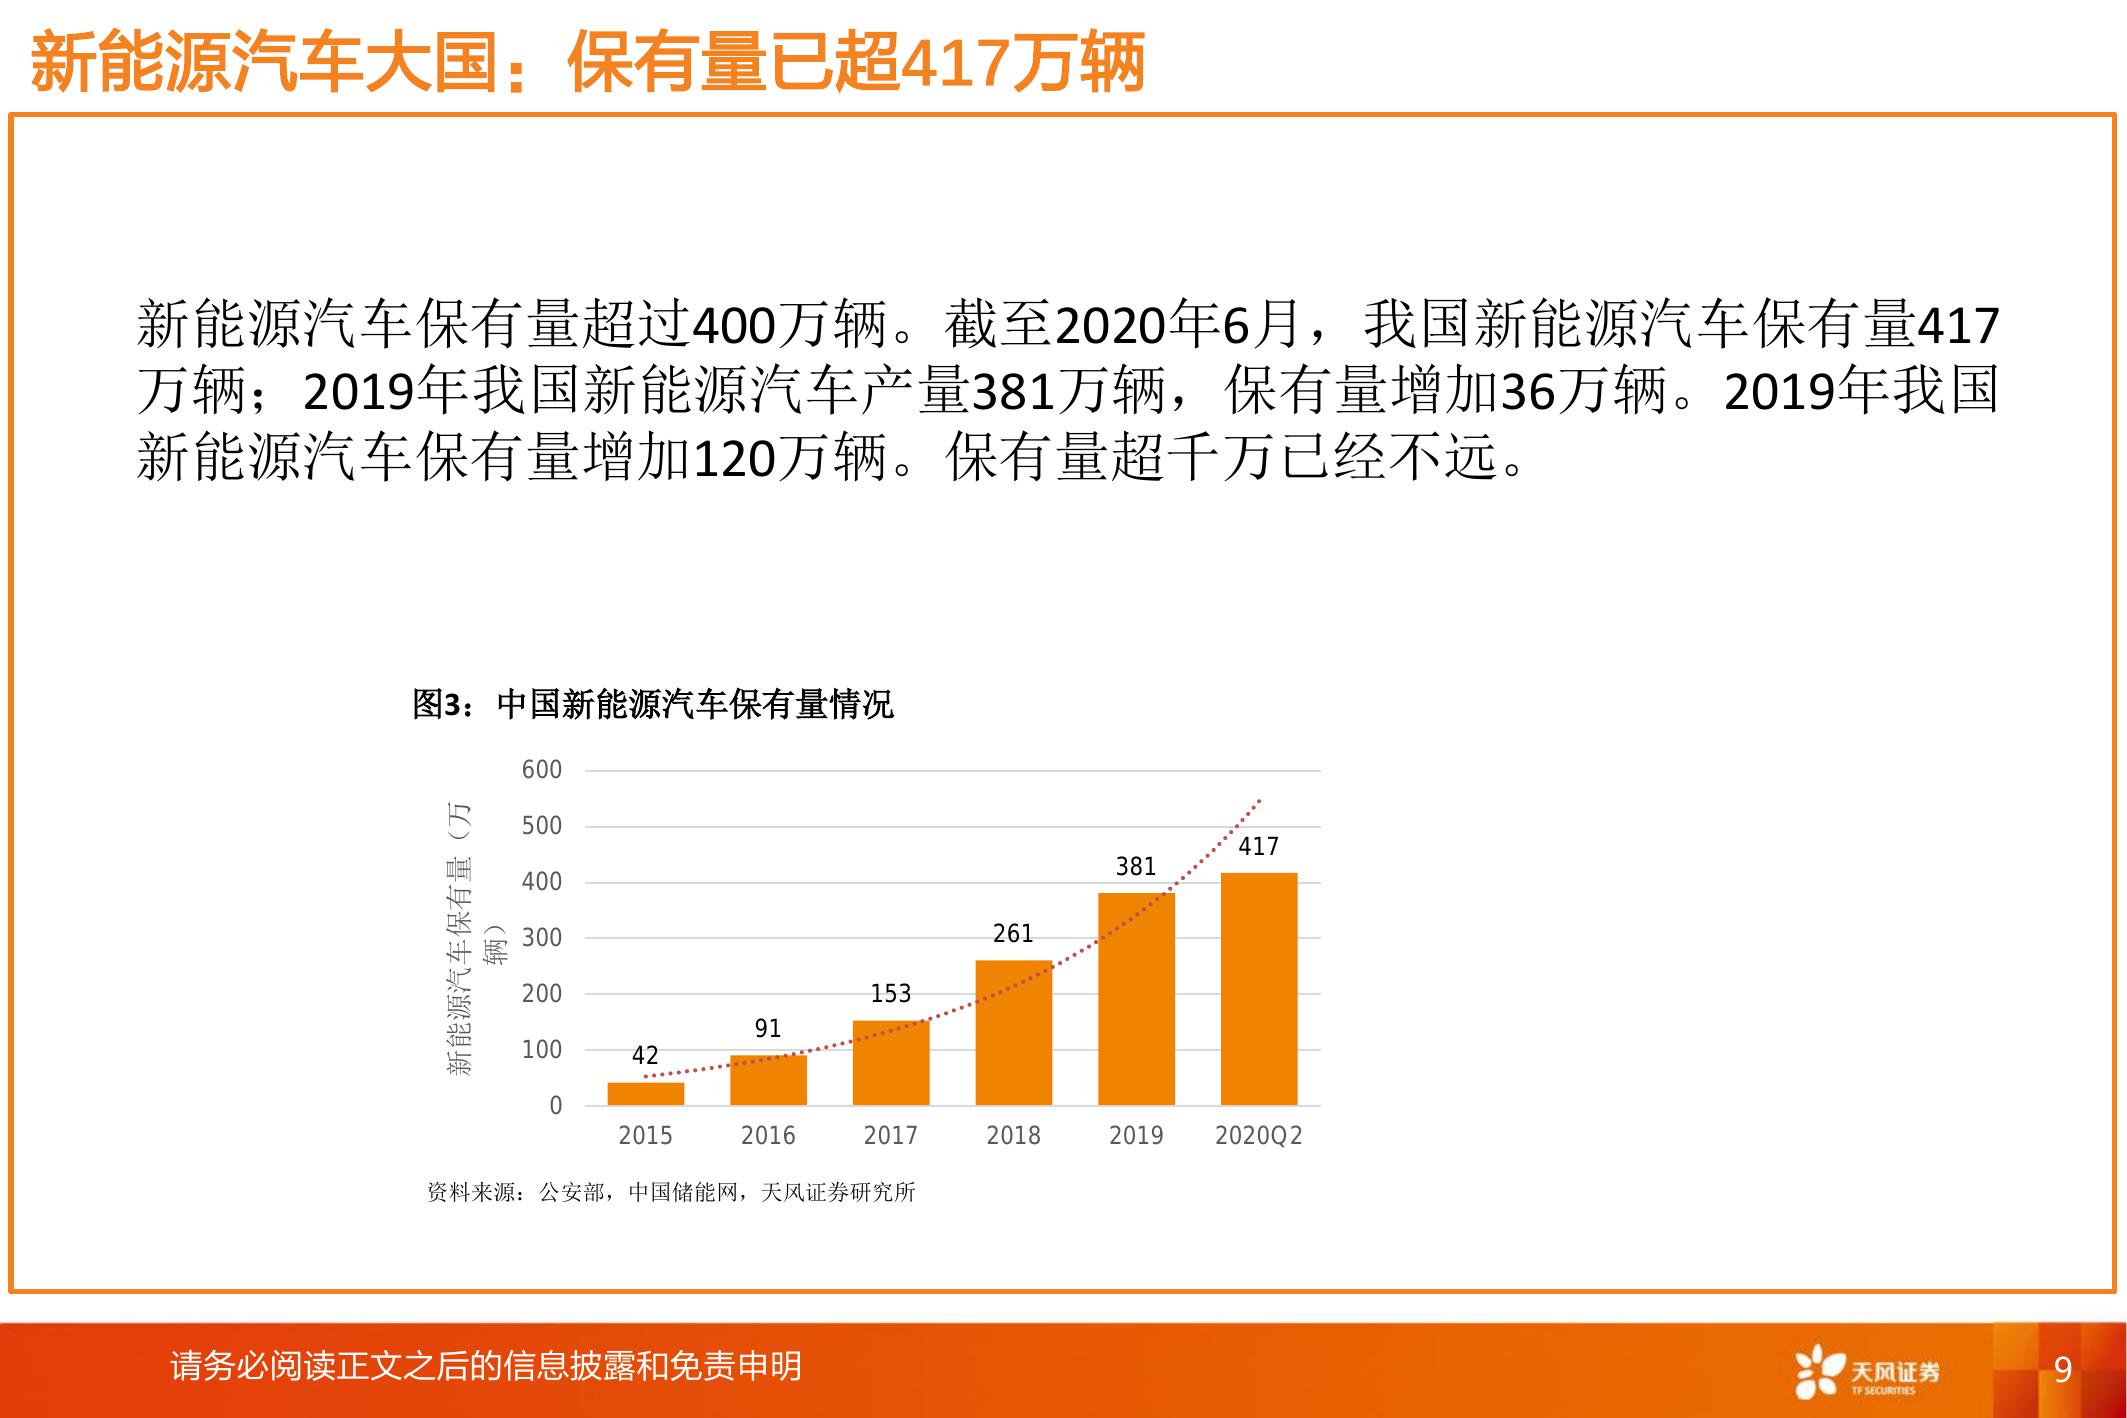 新能源汽车大国：保有量已超417万辆
新能源汽车保有量超过400万辆。截至2020年6月，我国新能源汽车保有量417
万辆；2019年我国新能源汽车产量381万辆，保有量增加36万辆。2019年我国
新能源汽车保有量增加120万辆。保有量超千万已经不远。
图3：中国新能源汽车保有量情况
新能源汽车保有量（万
辆）
600
500
400
300
200
100
0
42
91
153
261
381
417
2015
2016
2017
2018
2019
2020Q2
资料来源：公安部，中国储能网，天风证券研究所
请务必阅读正文之后的信息披露和免责申明
天风证券
TF SECURITIES
9